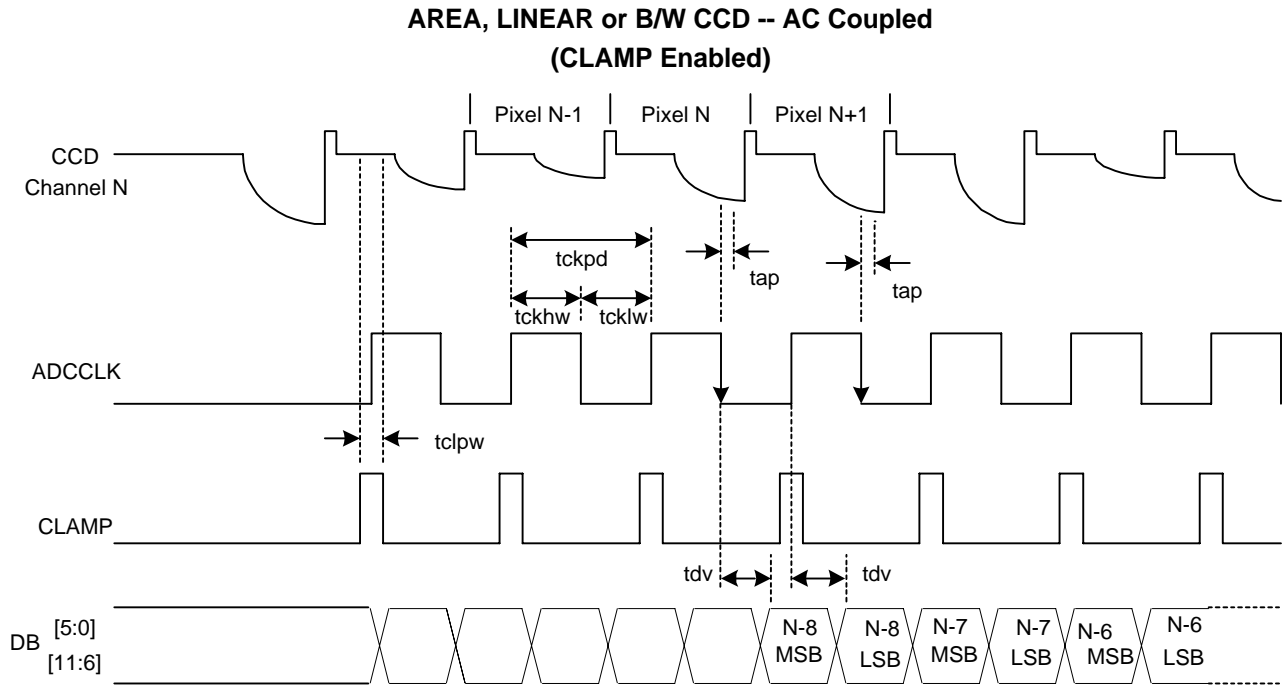 AREA, LINEAR or B/W CCD -- AC Coupled
(CLAMP Enabled)
Pixel N-1
Pixel N
Pixel N+1
CCD
Channel N
tckpd
tap
tap
tckhw
tcklw
ADCCLK
tclpw
CLAMP
tdv
tdv
DB
[5:0]
[11:6]
N-8
MSB
N-8
LSB
N-7
MSB
N-7
LSB
N-6
MSB
N-6
LSB